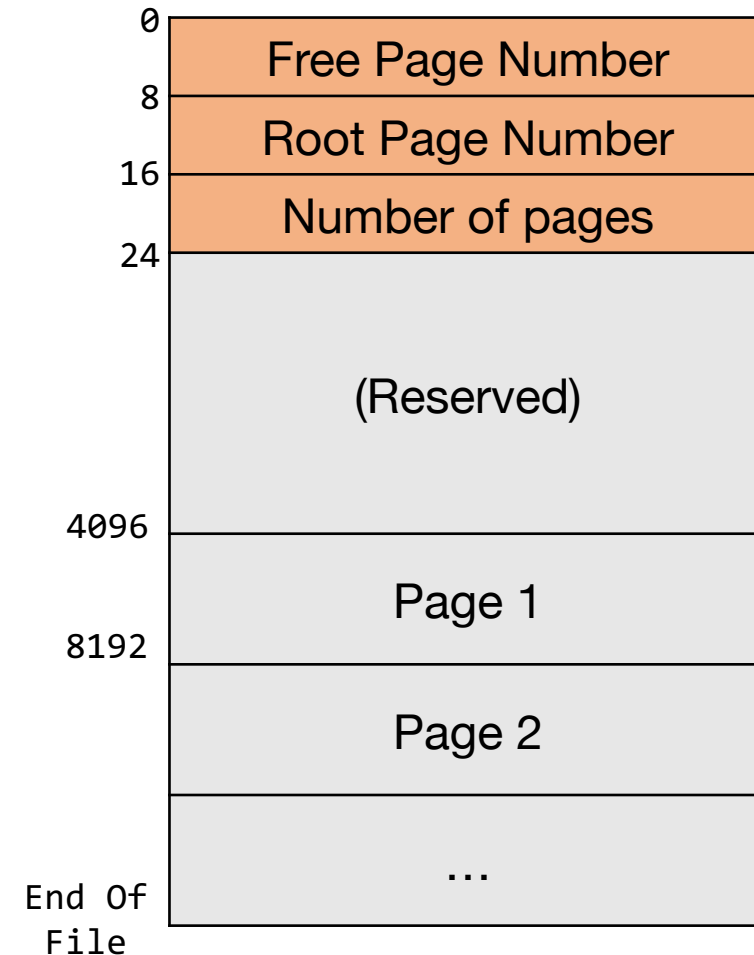 0
Free Page Number
8
Root Page Number
16
Number of pages
24
(Reserved)
4096
Page 1
8192
Page 2
...
End Of
File